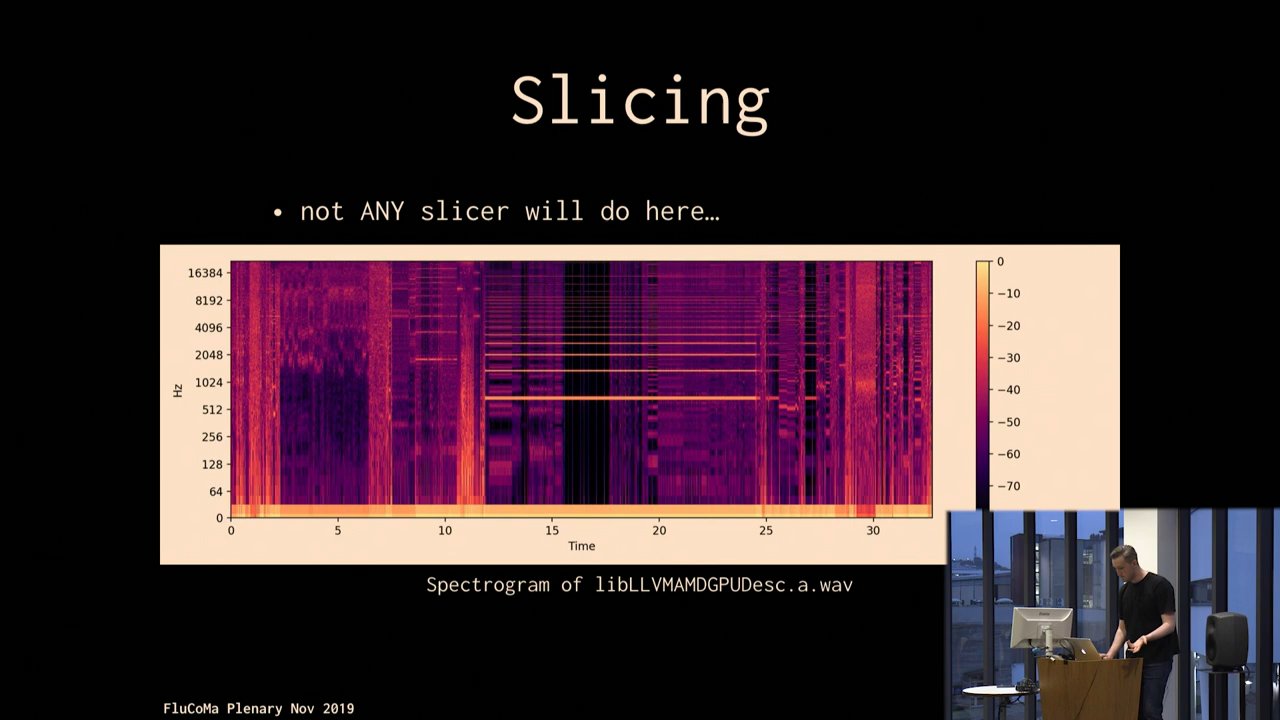 Slicing
• not ANY slicer will do here…
16384
8192
4096
2048
1024
512
256
128
64
0
Hz
0 5 10 15 20 25 30
Time
0
−10
−20
−30
−40
−50
−60
−70
Spectrogram of libLLVMAMDGPUDesc.a.wav
FluCoMa Plenary Nov 2019